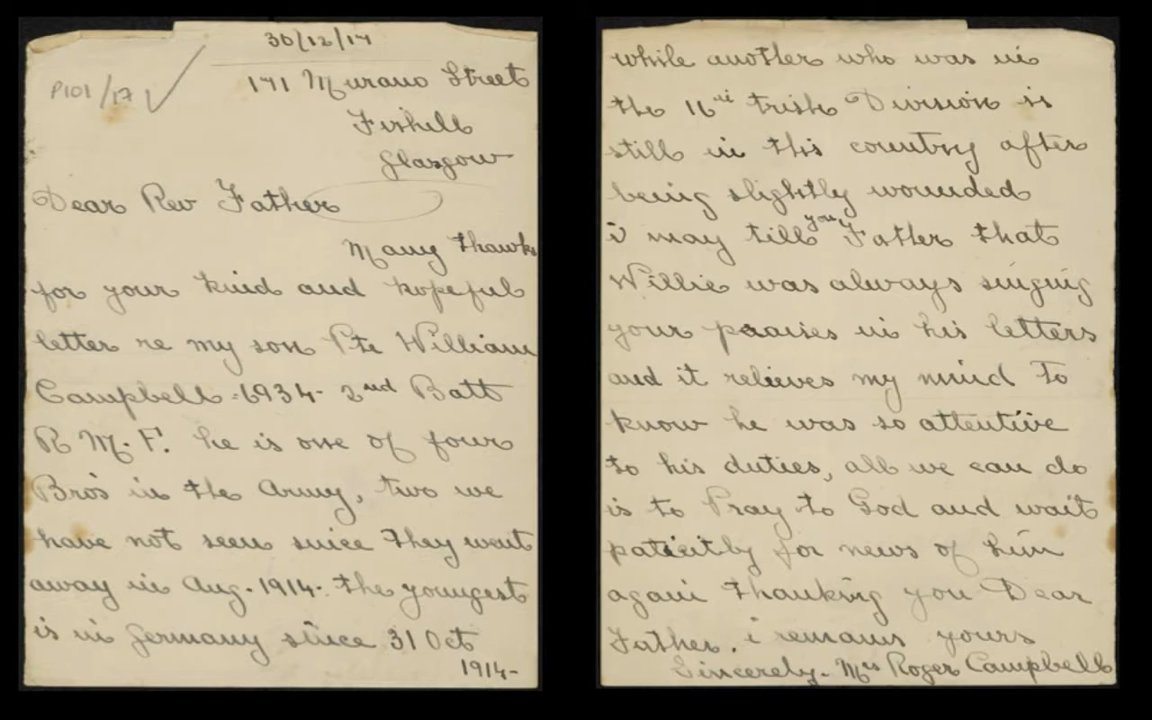 30/12/17
P101/17
171 Murano Street
Firhill
Glasgow
Dear Rev Father
Many thanks
for your kind and hopeful
letter re my son Pte William
Campbell. 6934. 2nd Batt
R M. F. he is one of four
Bros in the Army, two we
have not seen since they went
away in Aug. 1914. the youngest
is in Germany since 31 Oct
1914-
while another who was in
the 16th Irish Division is
still in this country after
being slightly wounded
i may tell you Father that
Willie was always singing
your praises in his letters
and it relieves my mind to
know he was so attentive
to his duties, all we can do
is to Pray to God and wait
patiently for news of him
again thanking you Dear
Father. i remains yours
Sincerely. Mrs Roger Campbell